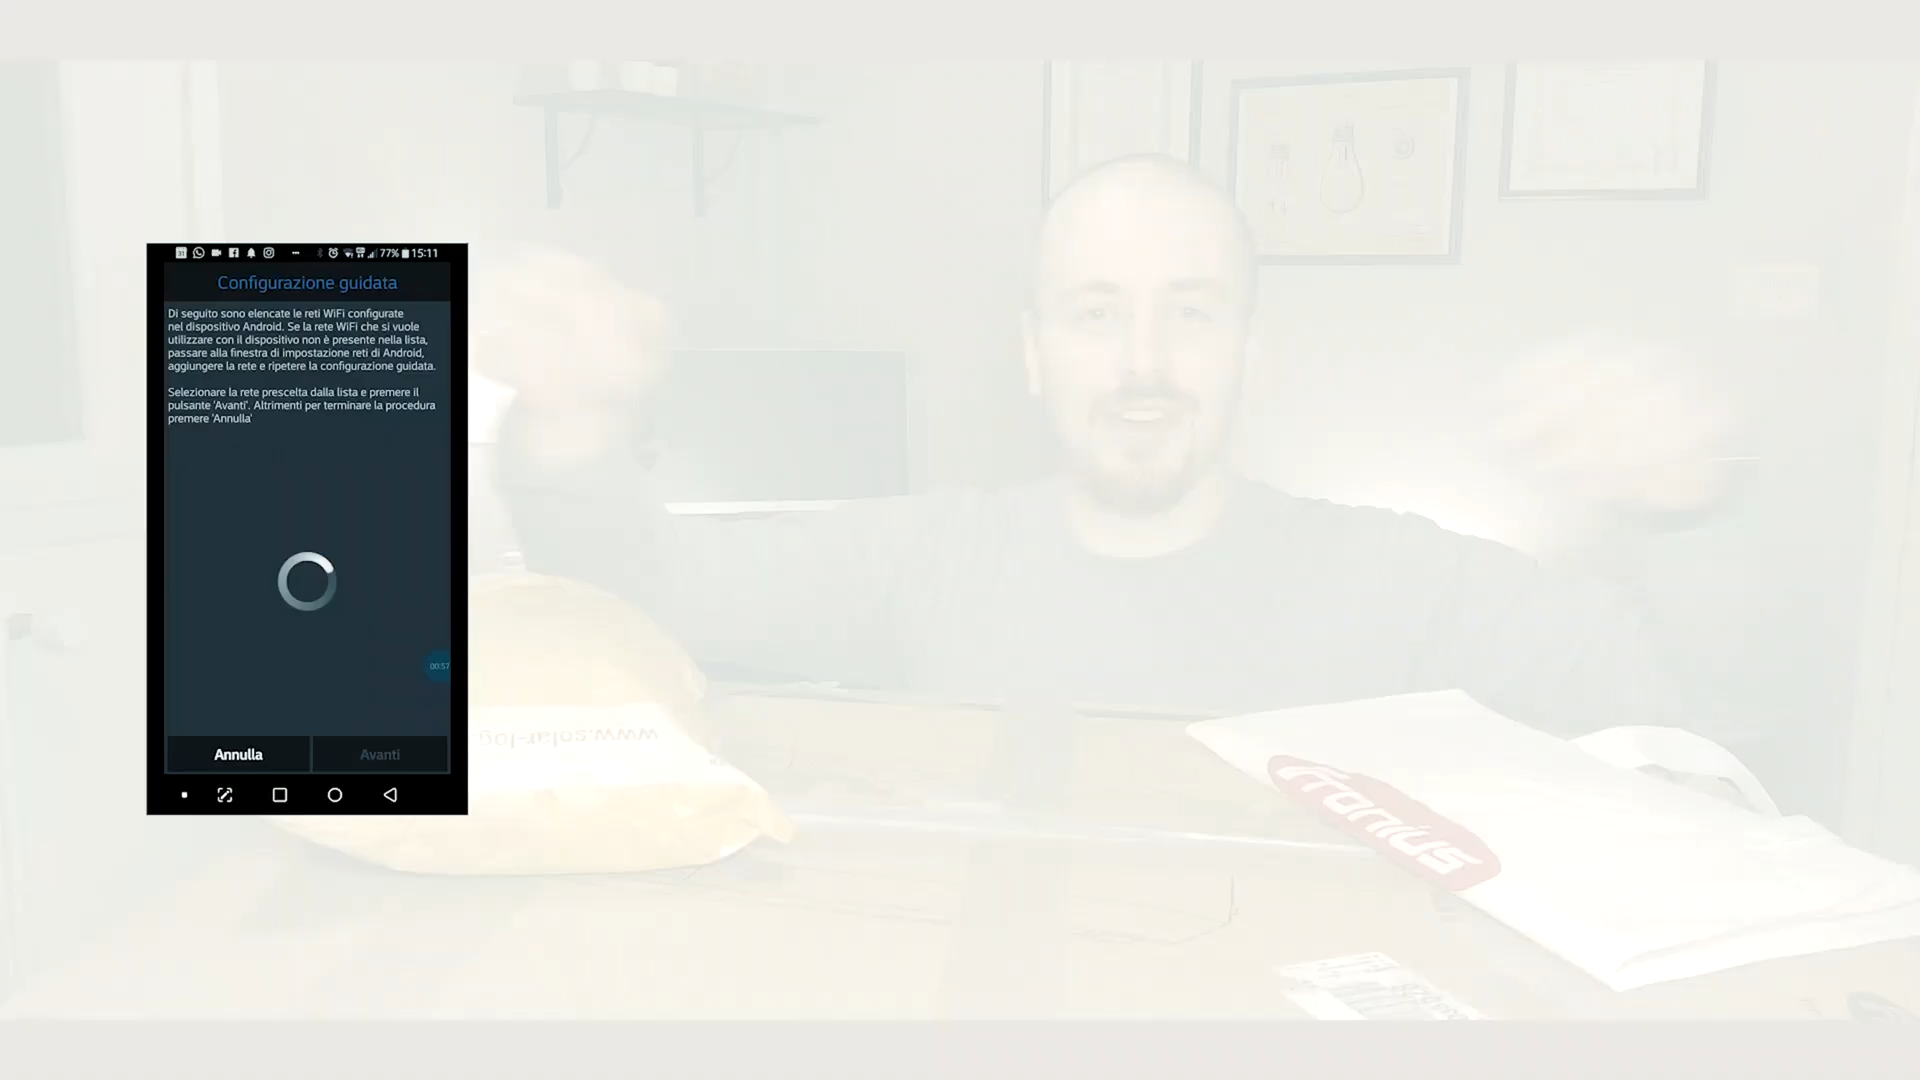 77% 15:11
Configurazione guidata
Di seguito sono elencate le reti WiFi configurate
nel dispositivo Android. Se la rete WiFi che si vuole
utilizzare con il dispositivo non è presente nella lista,
passare alla finestra di impostazione reti di Android,
aggiungere la rete e ripetere la configurazione guidata.
Selezionare la rete prescelta dalla lista e premere il
pulsante 'Avanti'. Altrimenti per terminare la procedura
premere 'Annulla'
00:57
Annulla Avanti
www.solar-log
Fronius